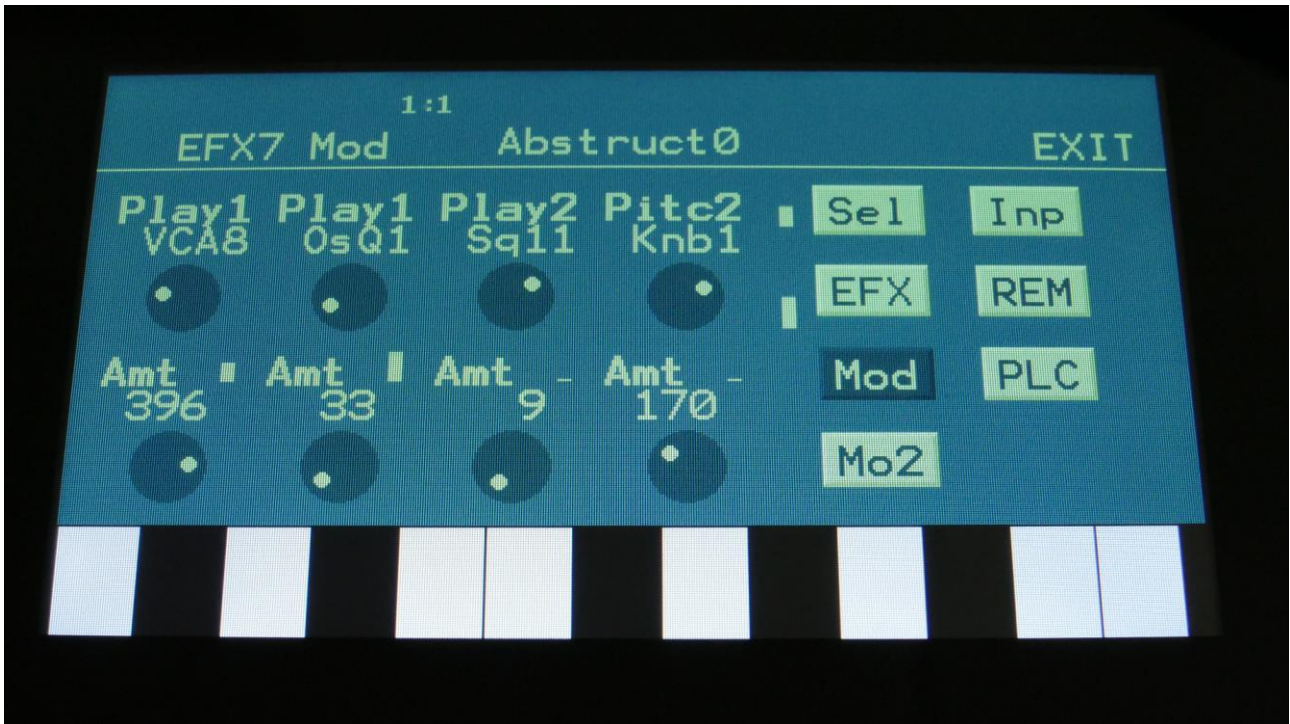 1:1
EFX7 Mod Abstruct0 EXIT
Play1 Play1 Play2 Pitc2 Sel Inp
VCA8 OsQ1 Sq11 Knb1
EFX REM
Amt Amt Amt Amt Mod PLC
396 33 9 170
Mo2